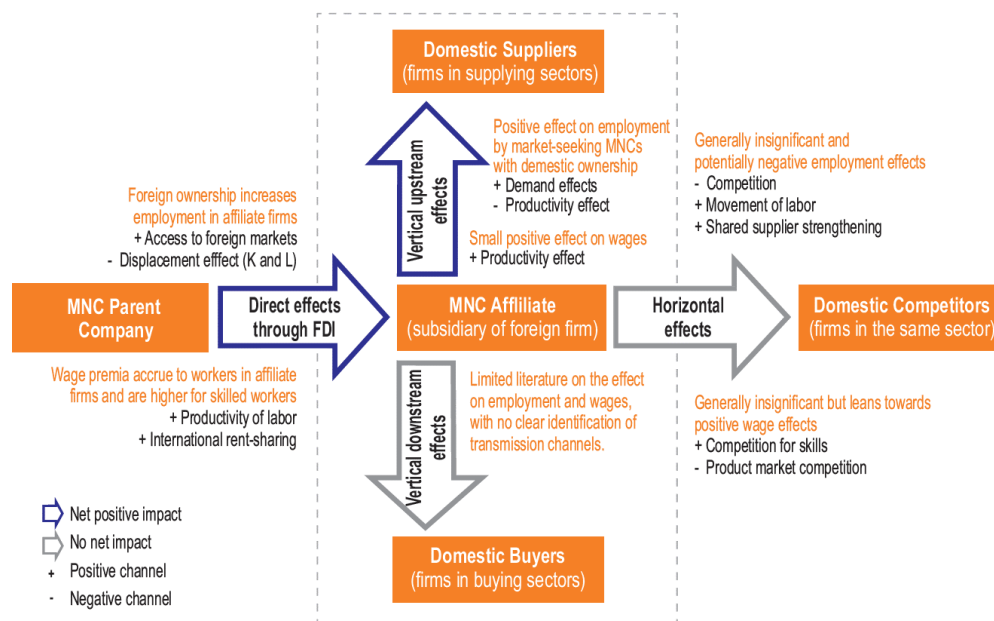 Domestic Suppliers
(firms in supplying sectors)
Vertical upstream
effects
Positive effect on employment
by market-seeking MNCs
with domestic ownership
+ Demand effects
- Productivity effect
Small positive effect on wages
+ Productivity effect
Generally insignificant and
potentially negative employment effects
- Competition
+ Movement of labor
+ Shared supplier strengthening
Foreign ownership increases
employment in affiliate firms
+ Access to foreign markets
- Displacement effect (K and L)
MNC Parent
Company
Direct effects
through FDI
MNC Affliliate
(subsidiary of foreign firm)
Horizontal
effects
Domestic Competitors
(firms in the same sector)
Wage premia accrue to workers in affiliate
firms and are higher for skilled workers
+ Productivity of labor
+ International rent-sharing
Vertical downstream
effects
Limited literature on the effect
on employment and wages,
with no clear identification of
transmission channels.
Generally insignificant but leans towards
positive wage effects
+ Competition for skills
- Product market competition
Domestic Buyers
(firms in buying sectors)
Net positive impact
No net impact
+ Positive channel
- Negative channel